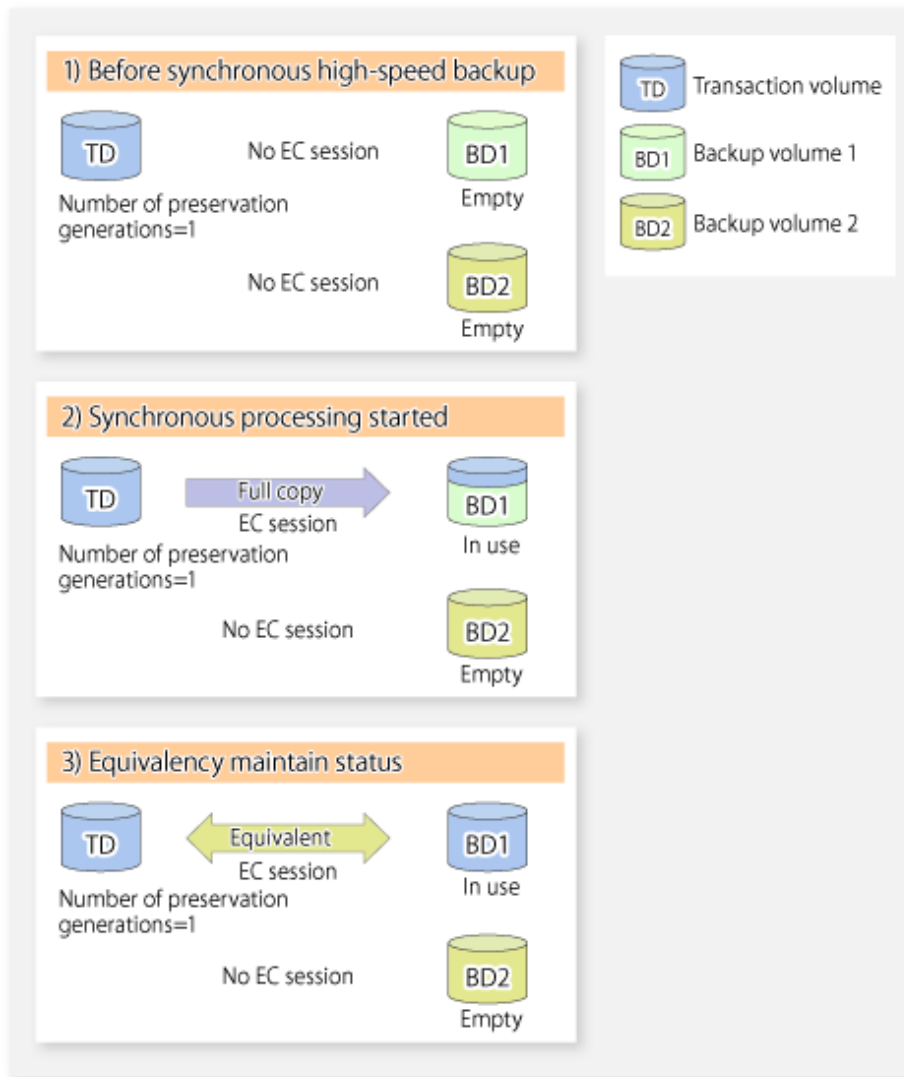 1) Before synchronous high-speed backup
TD
No EC session
BD1
Empty
Number of preservation
generations=1
No EC session
BD2
Empty
TD
Transaction volume
BD1
Backup volume 1
BD2
Backup volume 2
2) Synchronous processing started
TD
Full copy
EC session
BD1
In use
Number of preservation
generations=1
No EC session
BD2
Empty
3) Equivalency maintain status
TD
Equivalent
EC session
BD1
In use
Number of preservation
generations=1
No EC session
BD2
Empty